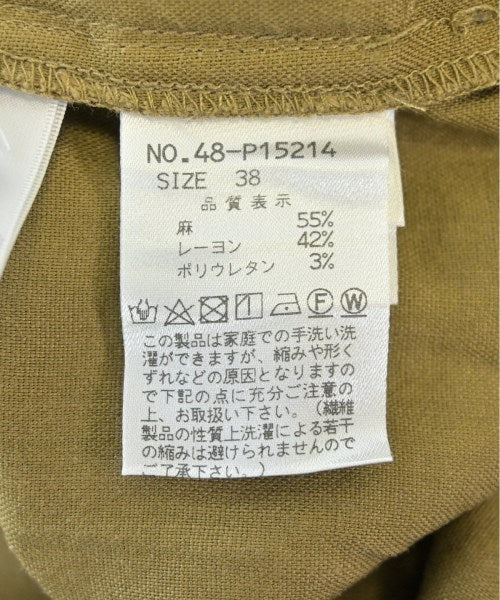 NO.48-P15214
SIZE 38
品質表示
麻 55%
レーヨン 42%
ポリウレタン 3%
F W
この製品は家庭での手洗い洗
濯ができますが、縮みや形く
ずれなどの原因となりますの
で下記の点に充分ご注意の
上、お取扱い下さい。（繊維
製品の性質上洗濯による若干
の縮みは避けられませんので
ご了承下さい。）